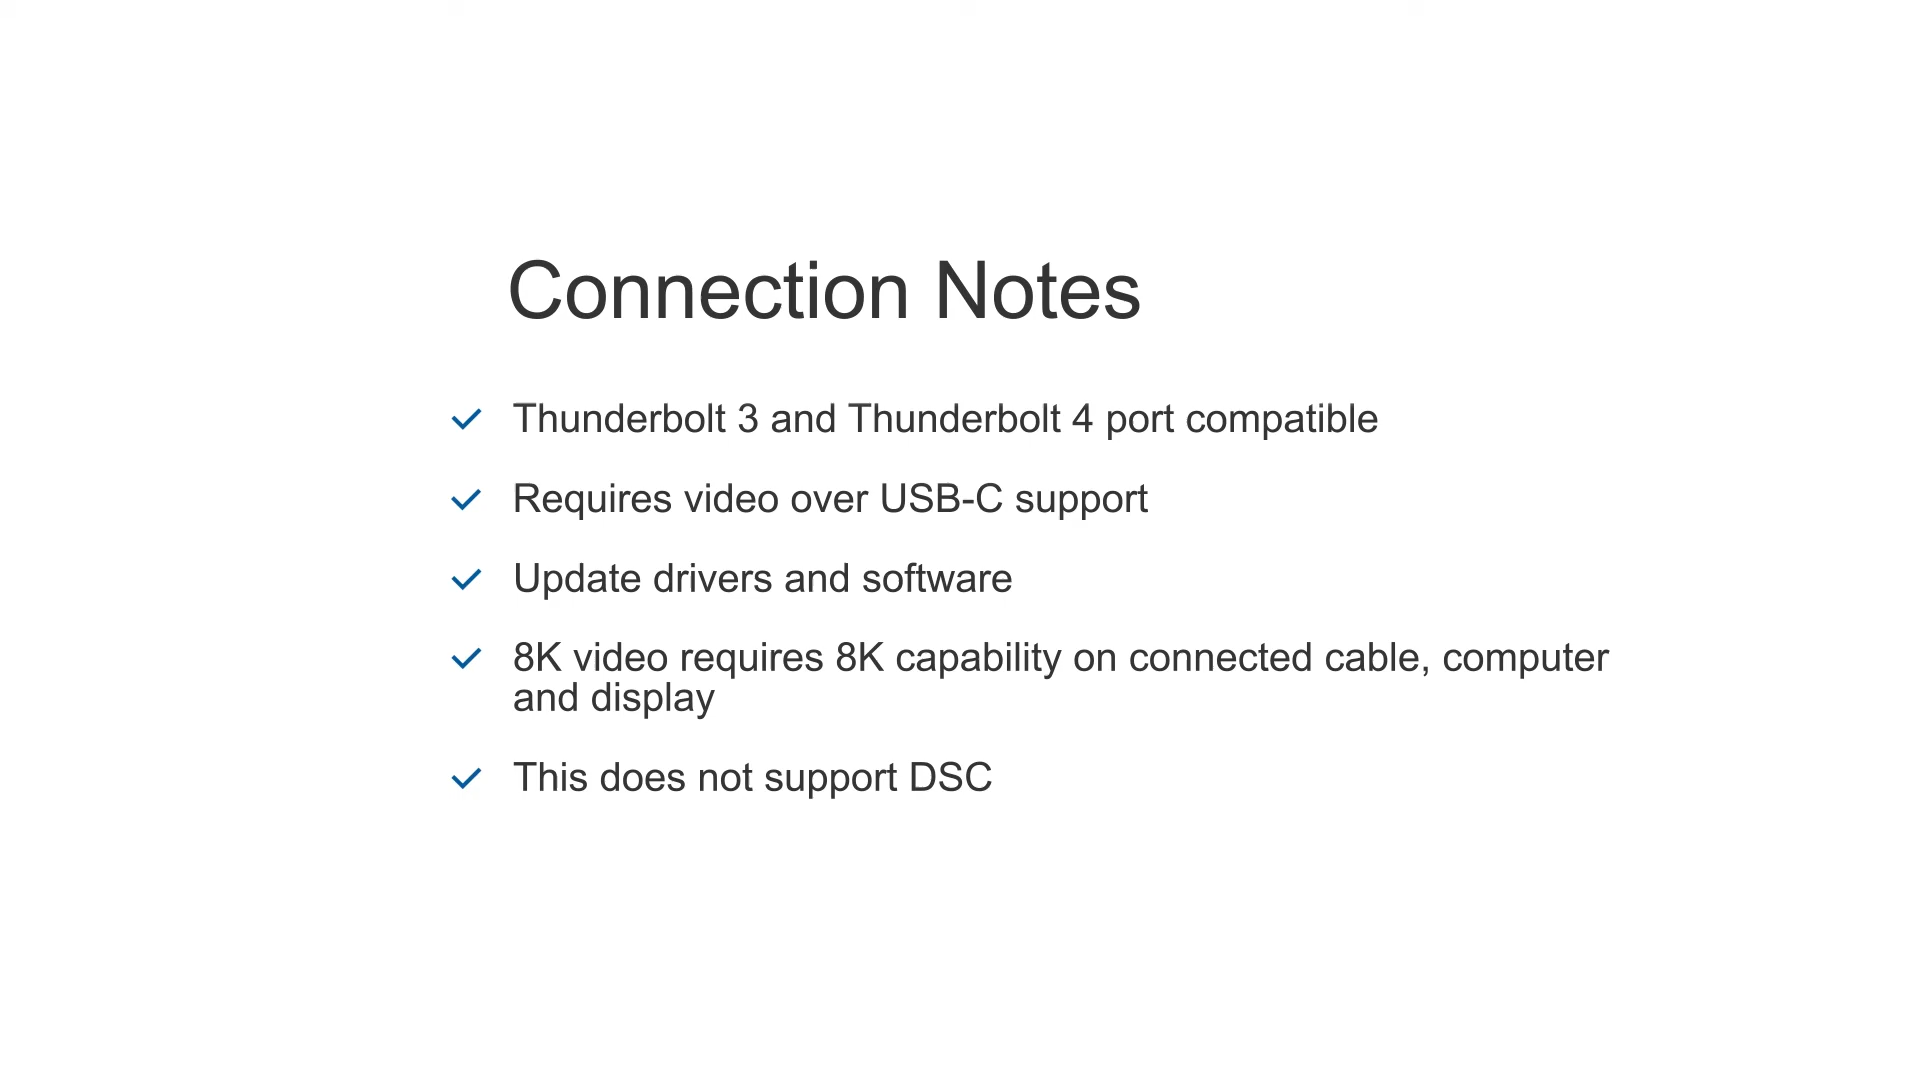 Connection Notes
Thunderbolt 3 and Thunderbolt 4 port compatible
Requires video over USB-C support
Update drivers and software
8K video requires 8K capability on connected cable, computer
and display
This does not support DSC